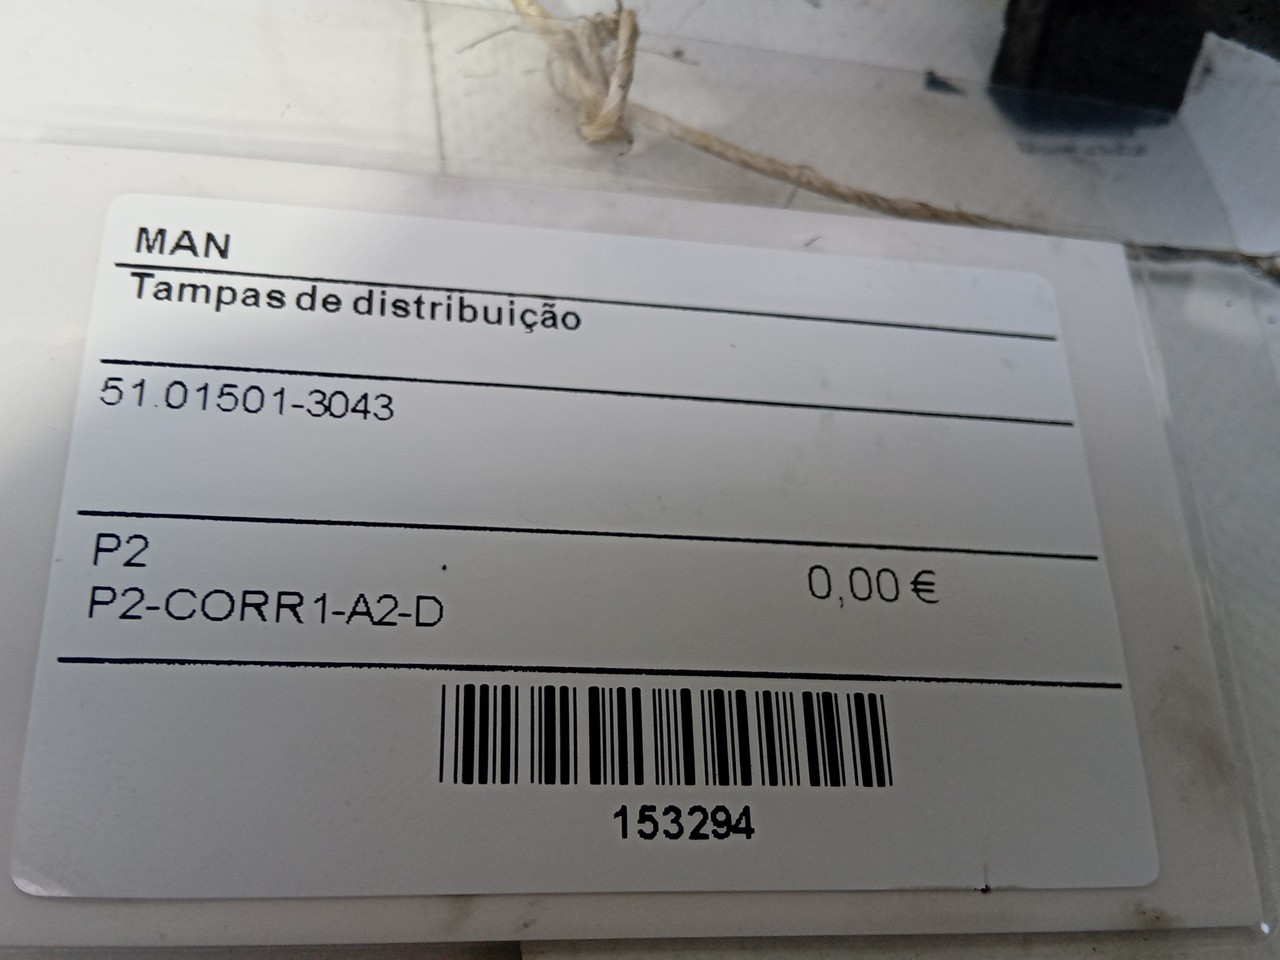 MAN
Tampas de distribuição
51.01501-3043
P2
0,00 €
P2-CORR1-A2-D
153294